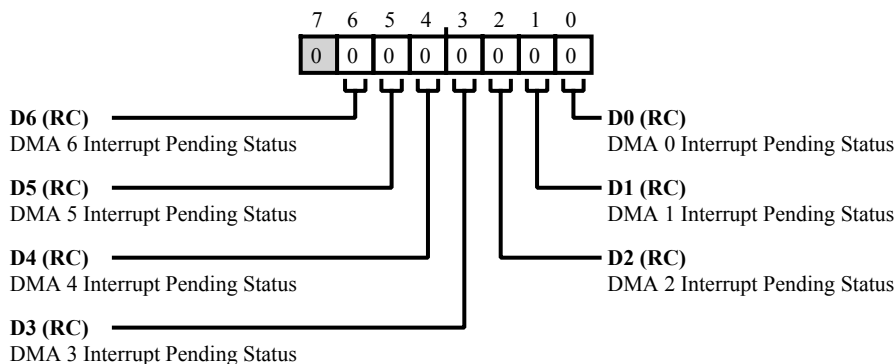 7 6 5 4 3 2 1 0
0 0 0 0 0 0 0 0
D6 (RC)
DMA 6 Interrupt Pending Status
D5 (RC)
DMA 5 Interrupt Pending Status
D4 (RC)
DMA 4 Interrupt Pending Status
D3 (RC)
DMA 3 Interrupt Pending Status
D0 (RC)
DMA 0 Interrupt Pending Status
D1 (RC)
DMA 1 Interrupt Pending Status
D2 (RC)
DMA 2 Interrupt Pending Status